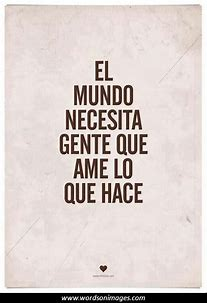 EL
MUNDO
NECESITA
GENTE QUE
AME LO
QUE HACE
www.wordsonimages.com